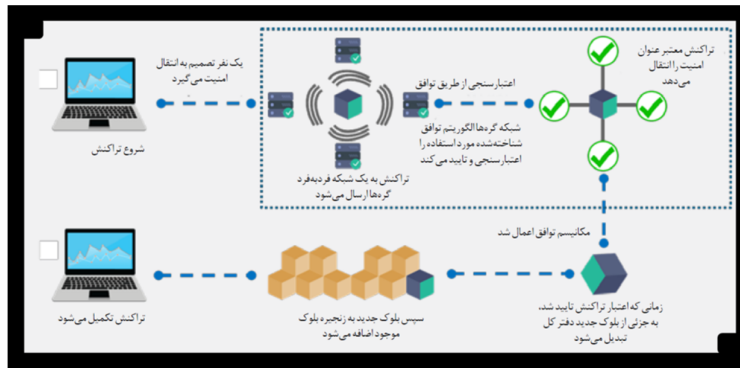 یک نفر تصمیم به انتقال
امنیت می‌گیرد
شروع تراکنش
تراکنش به یک شبکه فردبه‌فرد
گره‌ها ارسال می‌شود
اعتبارسنجی از طریق توافق
شبکه گره‌ها الگوریتم توافق
شناخته‌شده مورد استفاده را
اعتبارسنجی و تایید می‌کند
تراکنش معتبر عنوان
امنیت را انتقال
می‌دهد
مکانیسم توافق اعمال شد
زمانی که اعتبار تراکنش تایید شد،
به جزئی از بلوک جدید دفتر کل
تبدیل می‌شود
سپس بلوک جدید به زنجیره بلوک
موجود اضافه می‌شود
تراکنش تکمیل می‌شود